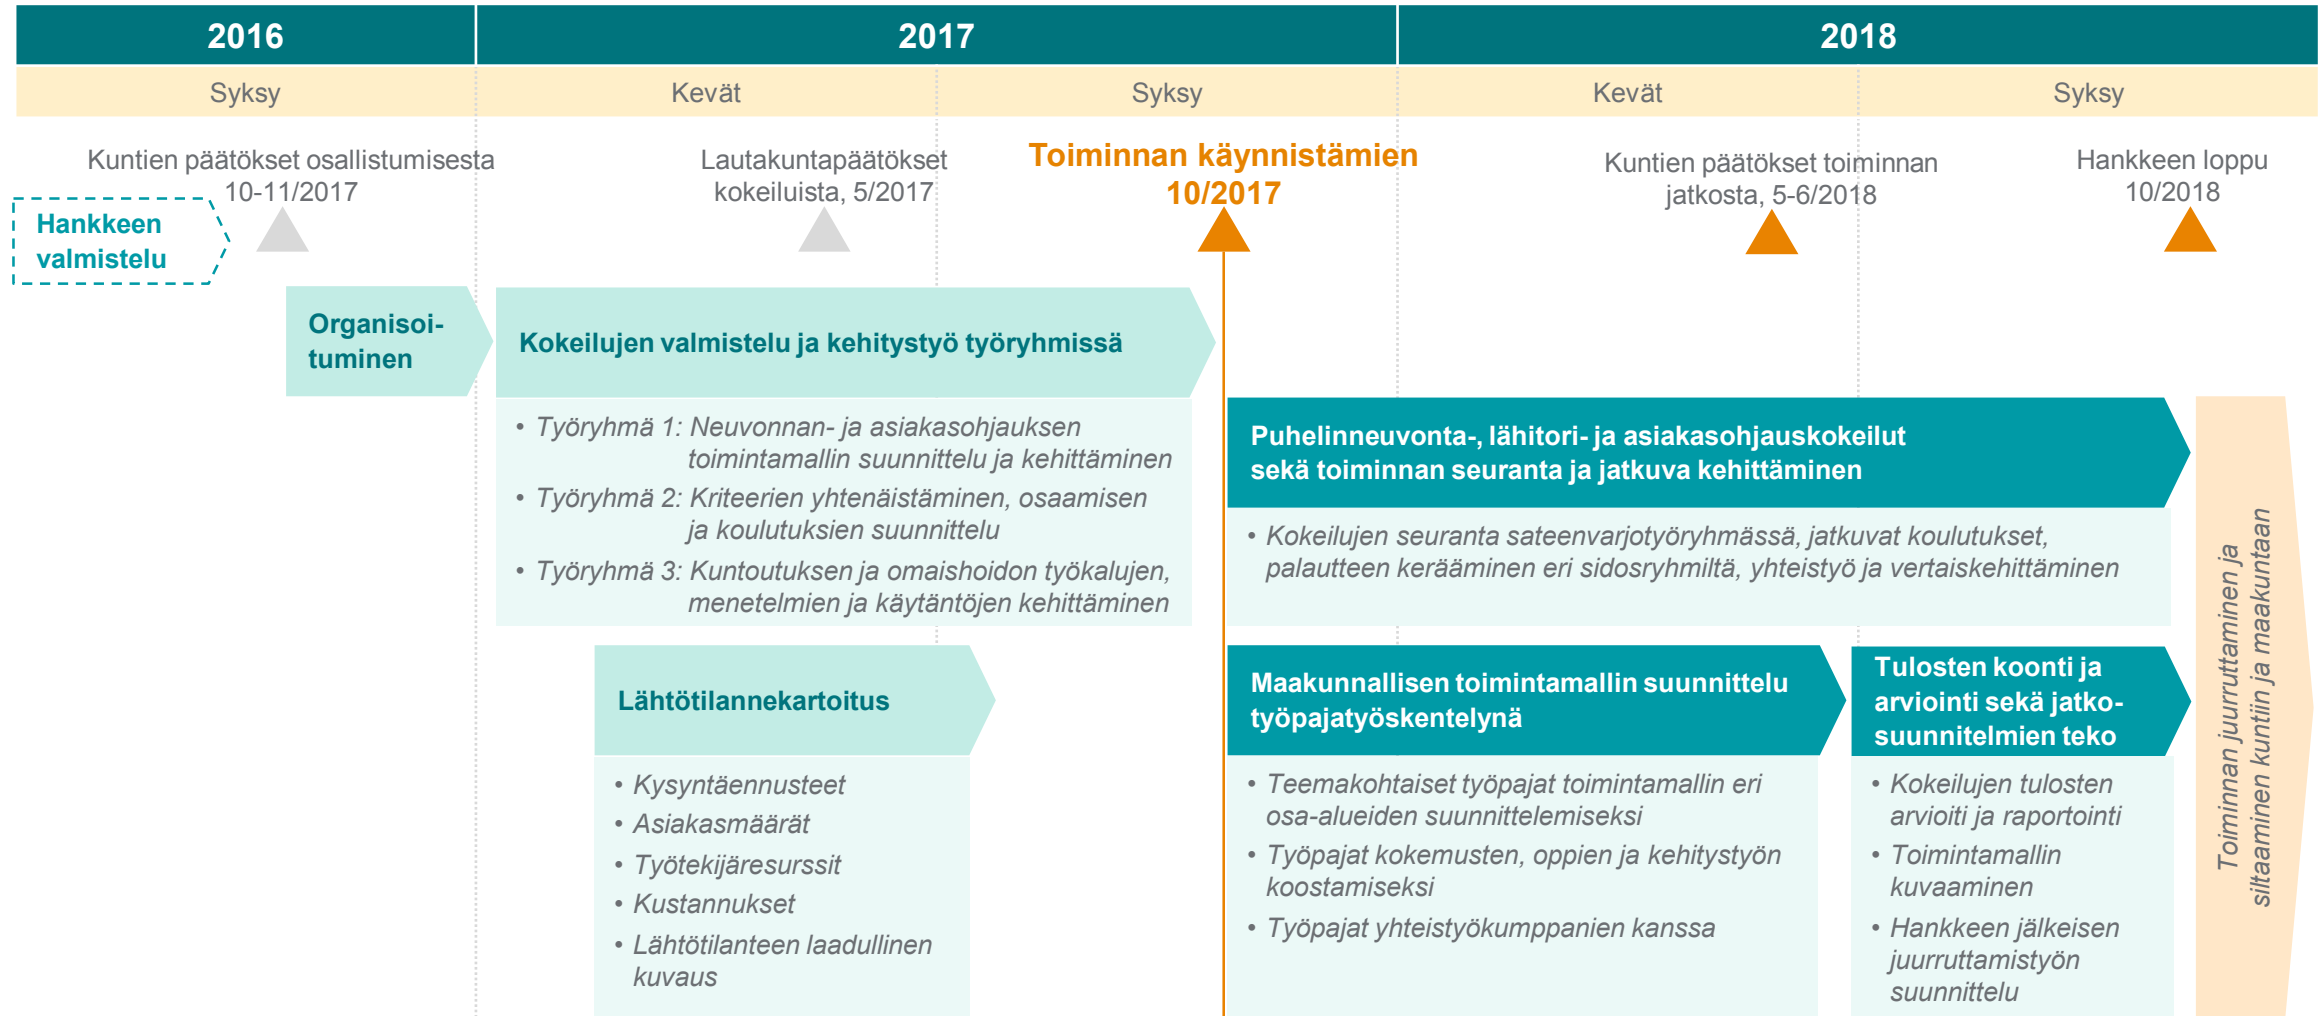 2016
2017
2018
Syksy
Kevät
Syksy
Kevät
Syksy
Kuntien päätökset osallistumisesta
10-11/2017
Lautakuntapäätökset
kokeiluista, 5/2017
Toiminnan käynnistämien
10/2017
Kuntien päätökset toiminnan
jatkosta, 5-6/2018
Hankkeen loppu
10/2018
Hankkeen
valmistelu
Organisoi-
tuminen
Kokeilujen valmistelu ja kehitystyö työryhmissä
• Työryhmä 1: Neuvonnan- ja asiakasohjauksen
toimintamallin suunnittelu ja kehittäminen
• Työryhmä 2: Kriteerien yhtenäistäminen, osaamisen
ja koulutuksien suunnittelu
• Työryhmä 3: Kuntoutuksen ja omaishoidon työkalujen,
menetelmien ja käytäntöjen kehittäminen
Puhelinneuvonta-, lähitori- ja asiakasohjauskokeilut
sekä toiminnan seuranta ja jatkuva kehittäminen
• Kokeilujen seuranta sateenvarjotyöryhmässä, jatkuvat koulutukset,
palautteen kerääminen eri sidosryhmiltä, yhteistyö ja vertaiskehittäminen
Lähtötilannekartoitus
• Kysyntäennusteet
• Asiakasmäärät
• Työtekijäresurssit
• Kustannukset
• Lähtötilanteen laadullinen
kuvaus
Maakunnallisen toimintamallin suunnittelu
työpajatyöskentelynä
• Teemakohtaiset työpajat toimintamallin eri
osa-alueiden suunnittelemiseksi
• Työpajat kokemusten, oppien ja kehitystyön
koostamiseksi
• Työpajat yhteistyökumppanien kanssa
Tulosten koonti ja
arviointi sekä jatko-
suunnitelmien teko
• Kokeilujen tulosten
arvioiti ja raportointi
• Toimintamallin
kuvaaminen
• Hankkeen jälkeisen
juurruttamistyön
suunnittelu
Toiminnan juurruttaminen ja
siltaaminen kuntiin ja maakuntaan